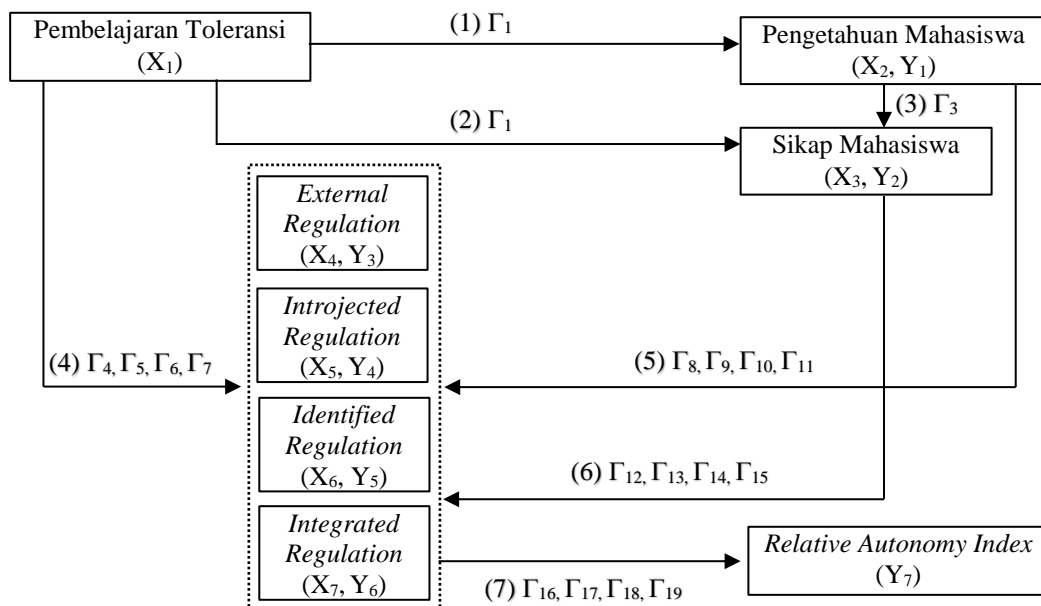 Pembelajaran Toleransi
(X₁)
(1) Γ₁
Pengetahuan Mahasiswa
(X₂, Y₁)
(2) Γ₁
(3) Γ₃
Sikap Mahasiswa
(X₃, Y₂)
External
Regulation
(X₄, Y₃)
Introjected
Regulation
(X₅, Y₄)
(4) Γ₄, Γ₅, Γ₆, Γ₇
(5) Γ₈, Γ₉, Γ₁₀, Γ₁₁
Identified
Regulation
(X₆, Y₅)
(6) Γ₁₂, Γ₁₃, Γ₁₄, Γ₁₅
Integrated
Regulation
(X₇, Y₆)
(7) Γ₁₆, Γ₁₇, Γ₁₈, Γ₁₉
Relative Autonomy Index
(Y₇)